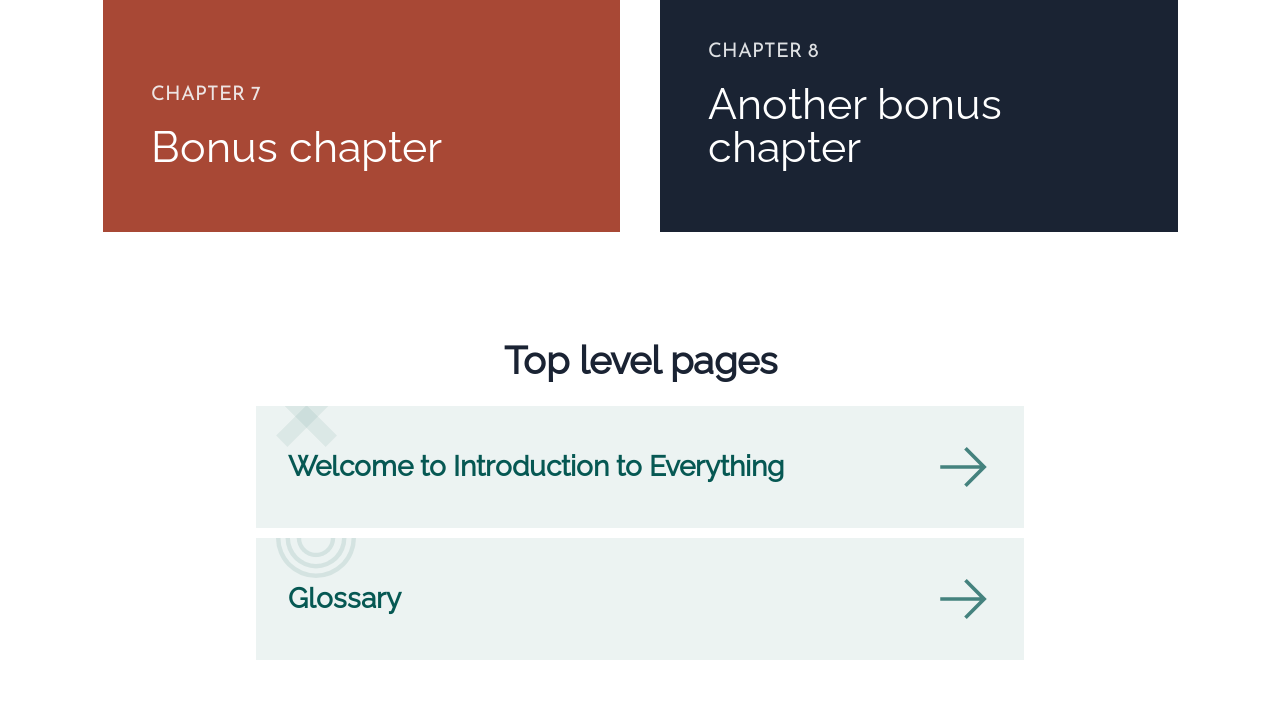 CHAPTER 7
Bonus chapter
CHAPTER 8
Another bonus
chapter
Top level pages
Welcome to Introduction to Everything
Glossary